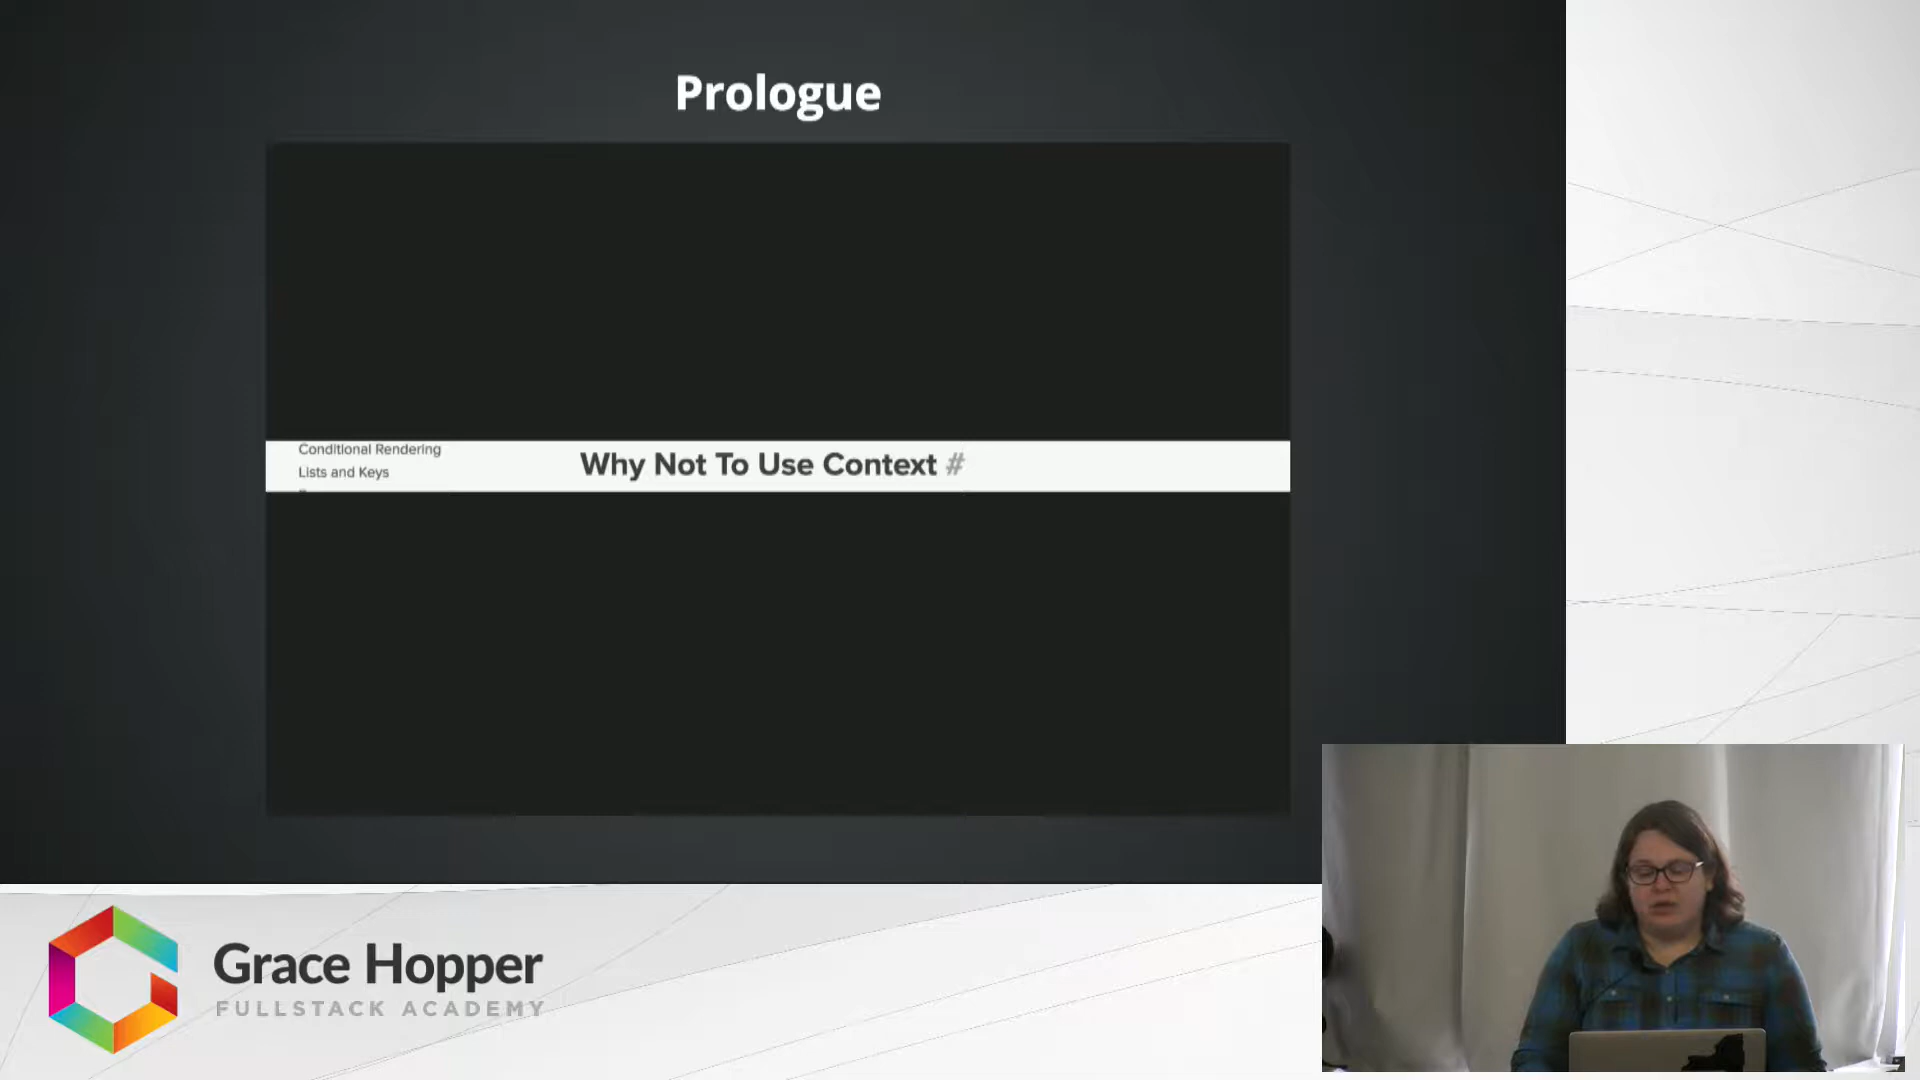 Prologue
Conditional Rendering
Lists and Keys
Why Not To Use Context #
Grace Hopper
FULLSTACK ACADEMY